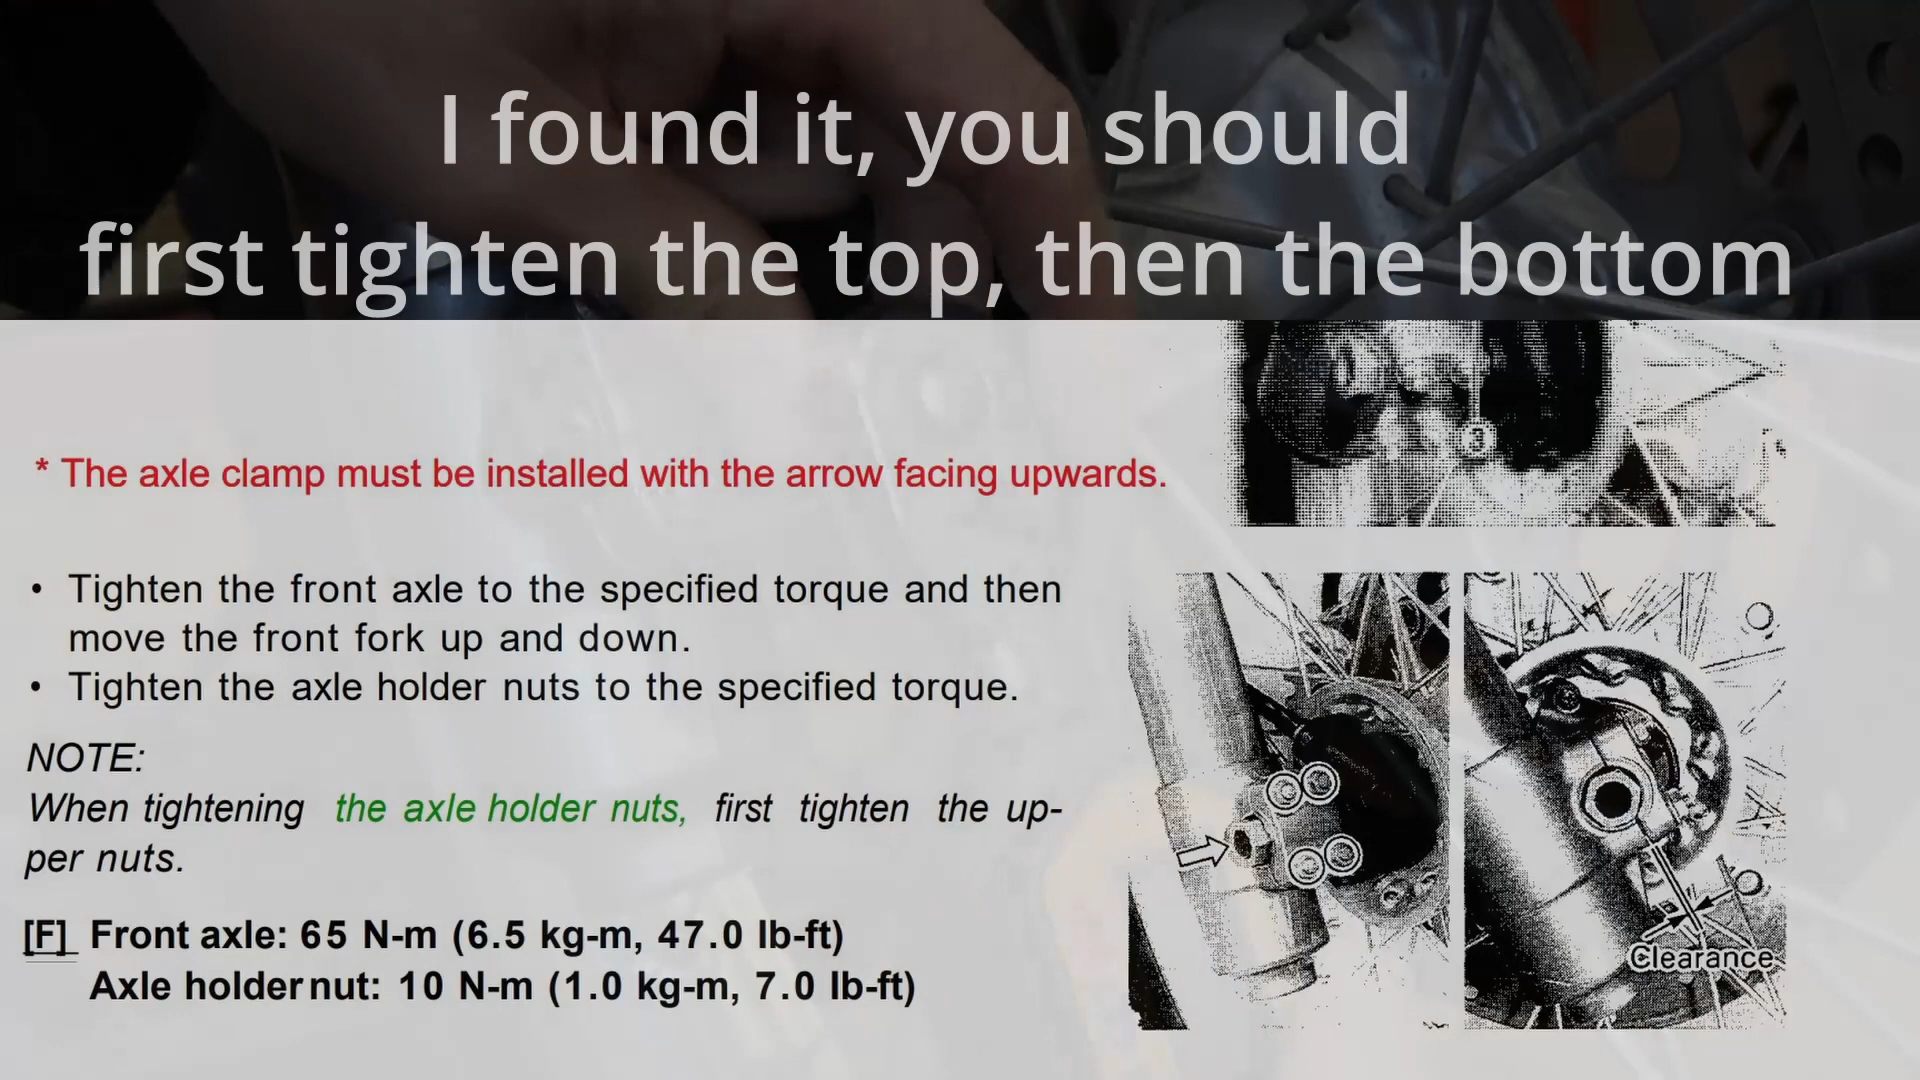 I found it, you should
first tighten the top, then the bottom
3
* The axle clamp must be installed with the arrow facing upwards.
• Tighten the front axle to the specified torque and then
move the front fork up and down.
• Tighten the axle holder nuts to the specified torque.
NOTE:
When tightening the axle holder nuts, first tighten the up-
per nuts.
[F] Front axle: 65 N-m (6.5 kg-m, 47.0 lb-ft)
Axle holder nut: 10 N-m (1.0 kg-m, 7.0 lb-ft)
Clearance